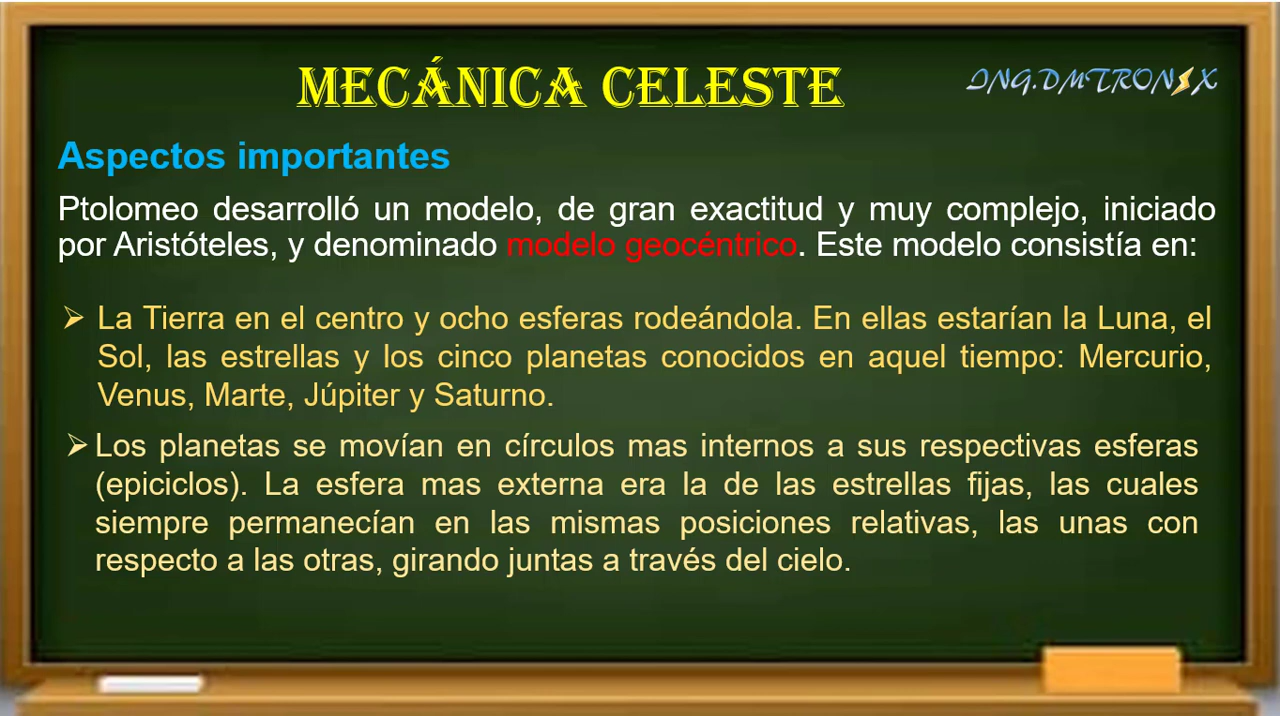 MECÁNICA CELESTE
ING.DMTRONIX
Aspectos importantes
Ptolomeo desarrolló un modelo, de gran exactitud y muy complejo, iniciado
por Aristóteles, y denominado modelo geocéntrico. Este modelo consistía en:
➢ La Tierra en el centro y ocho esferas rodeándola. En ellas estarían la Luna, el
Sol, las estrellas y los cinco planetas conocidos en aquel tiempo: Mercurio,
Venus, Marte, Júpiter y Saturno.
➢ Los planetas se movían en círculos mas internos a sus respectivas esferas
(epiciclos). La esfera mas externa era la de las estrellas fijas, las cuales
siempre permanecían en las mismas posiciones relativas, las unas con
respecto a las otras, girando juntas a través del cielo.